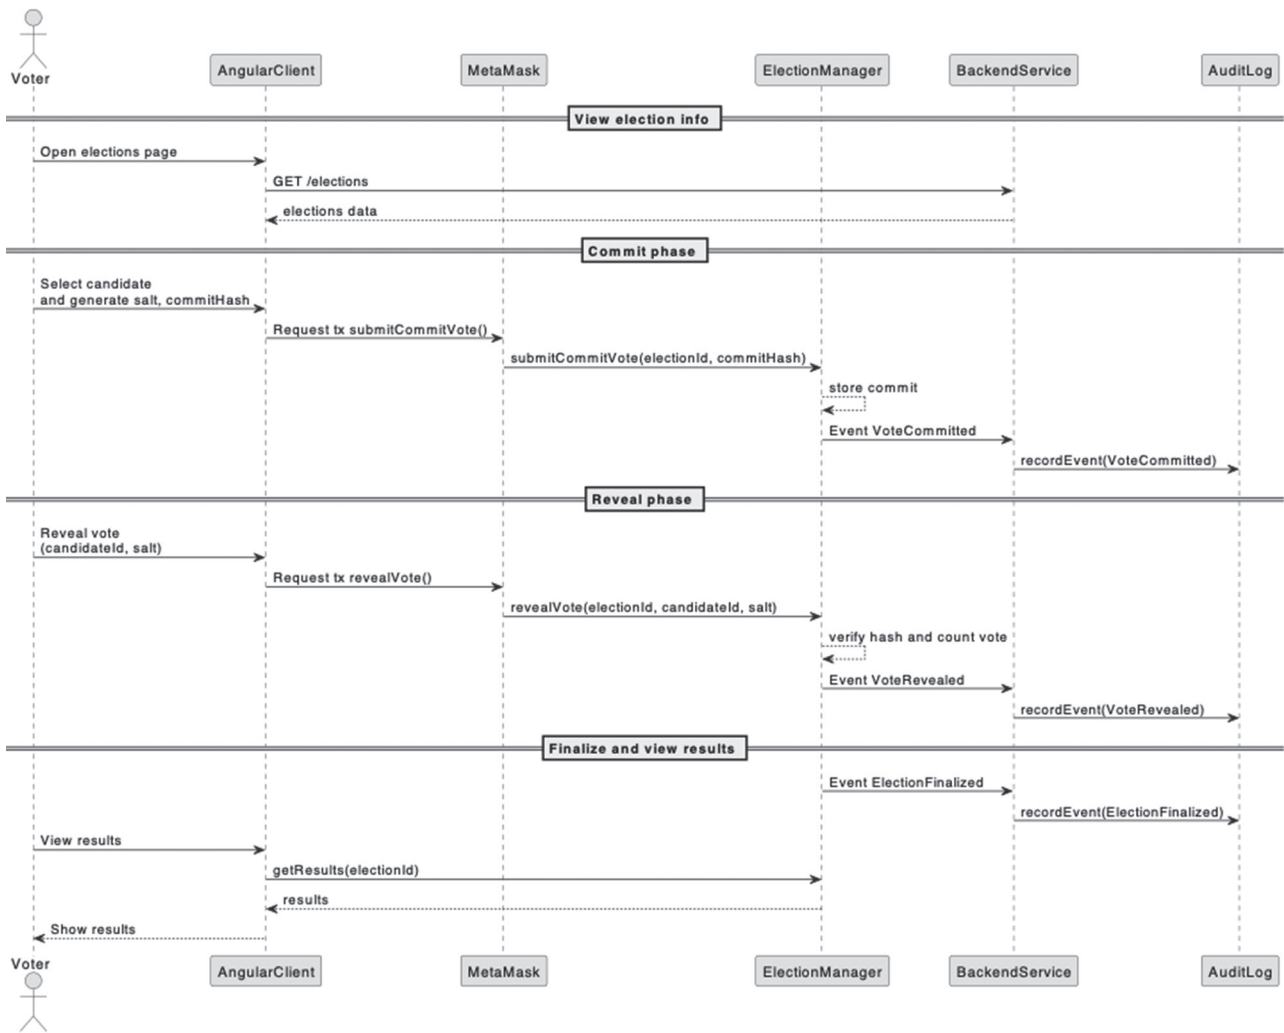 Voter
AngularClient
MetaMask
ElectionManager
BackendService
AuditLog
View election info
Open elections page
GET /elections
elections data
Commit phase
Select candidate
and generate salt, commitHash
Request tx submitCommitVote()
submitCommitVote(electionId, commitHash)
store commit
Event VoteCommitted
recordEvent(VoteCommitted)
Reveal phase
Reveal vote
(candidateId, salt)
Request tx revealVote()
revealVote(electionId, candidateId, salt)
verify hash and count vote
Event VoteRevealed
recordEvent(VoteRevealed)
Finalize and view results
Event ElectionFinalized
recordEvent(ElectionFinalized)
View results
getResults(electionId)
results
Show results
Voter
AngularClient
MetaMask
ElectionManager
BackendService
AuditLog